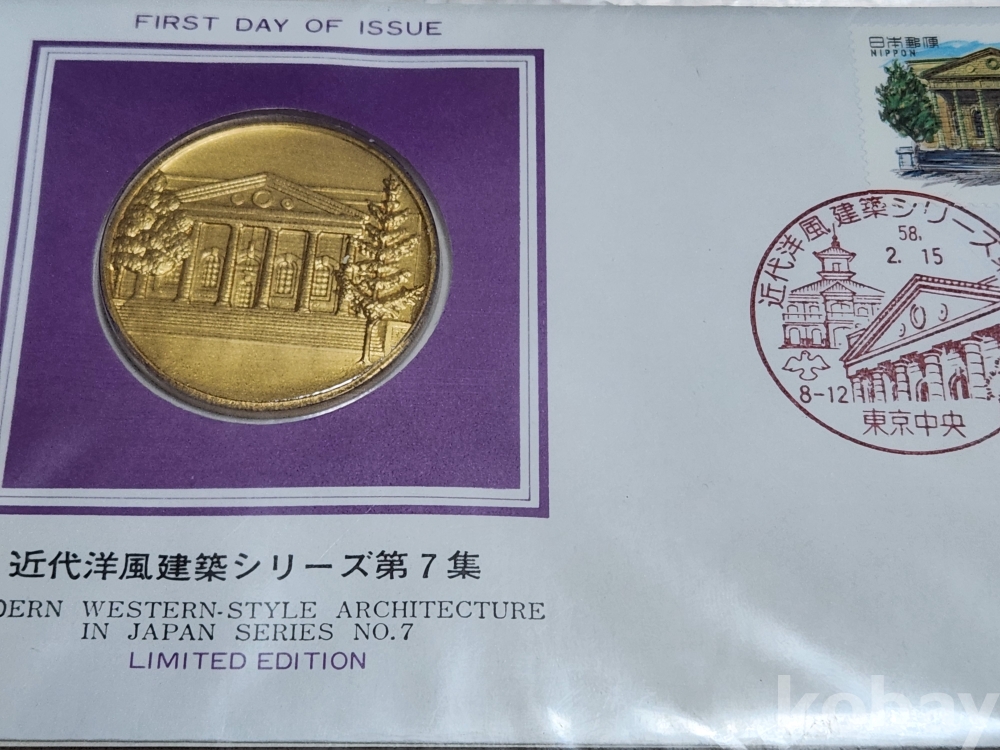 FIRST DAY OF ISSUE
日本郵便
NIPPON
近代洋風建築シリーズ
58.
2. 15
8-12
東京中央
近代洋風建築シリーズ第7集
DERN WESTERN-STYLE ARCHITECTURE
IN JAPAN SERIES NO.7
LIMITED EDITION
kobay